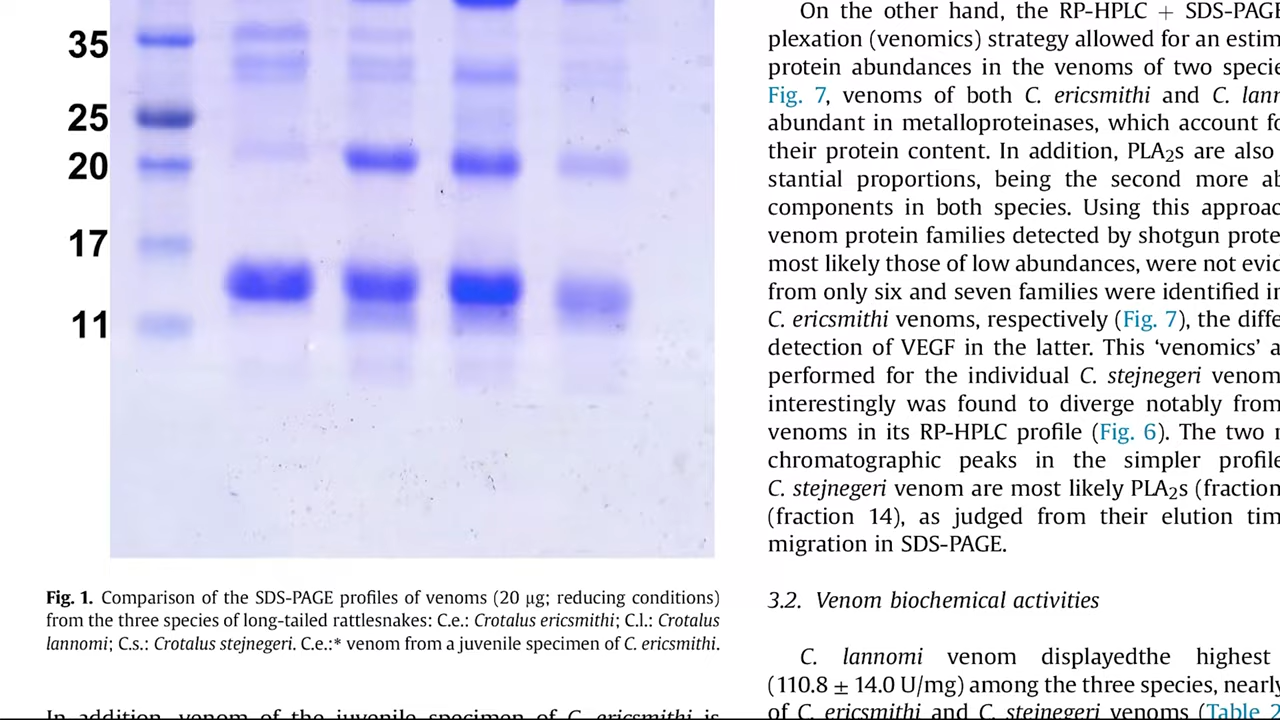 35
25
20
17
11
Fig. 1. Comparison of the SDS-PAGE profiles of venoms (20 μg; reducing conditions)
from the three species of long-tailed rattlesnakes: C.e.: Crotalus ericsmithi; C.l.: Crotalus
lannomi; C.s.: Crotalus stejnegeri. C.e.:* venom from a juvenile specimen of C. ericsmithi.
In addition, venom of the juvenile specimen of C. ericsmithi is
On the other hand, the RP-HPLC + SDS-PAGE
plexation (venomics) strategy allowed for an estim
protein abundances in the venoms of two specie
Fig. 7, venoms of both C. ericsmithi and C. lann
abundant in metalloproteinases, which account fo
their protein content. In addition, PLA2s are also
stantial proportions, being the second more ab
components in both species. Using this approac
venom protein families detected by shotgun prote
most likely those of low abundances, were not evid
from only six and seven families were identified in
C. ericsmithi venoms, respectively (Fig. 7), the diffe
detection of VEGF in the latter. This ‘venomics’ a
performed for the individual C. stejnegeri venom
interestingly was found to diverge notably from
venoms in its RP-HPLC profile (Fig. 6). The two
chromatographic peaks in the simpler profile
C. stejnegeri venom are most likely PLA2s (fraction
(fraction 14), as judged from their elution tim
migration in SDS-PAGE.
3.2. Venom biochemical activities
C. lannomi venom displayedthe highest
(110.8 ± 14.0 U/mg) among the three species, nearly
of C. ericsmithi and C. stejnegeri venoms (Table 2